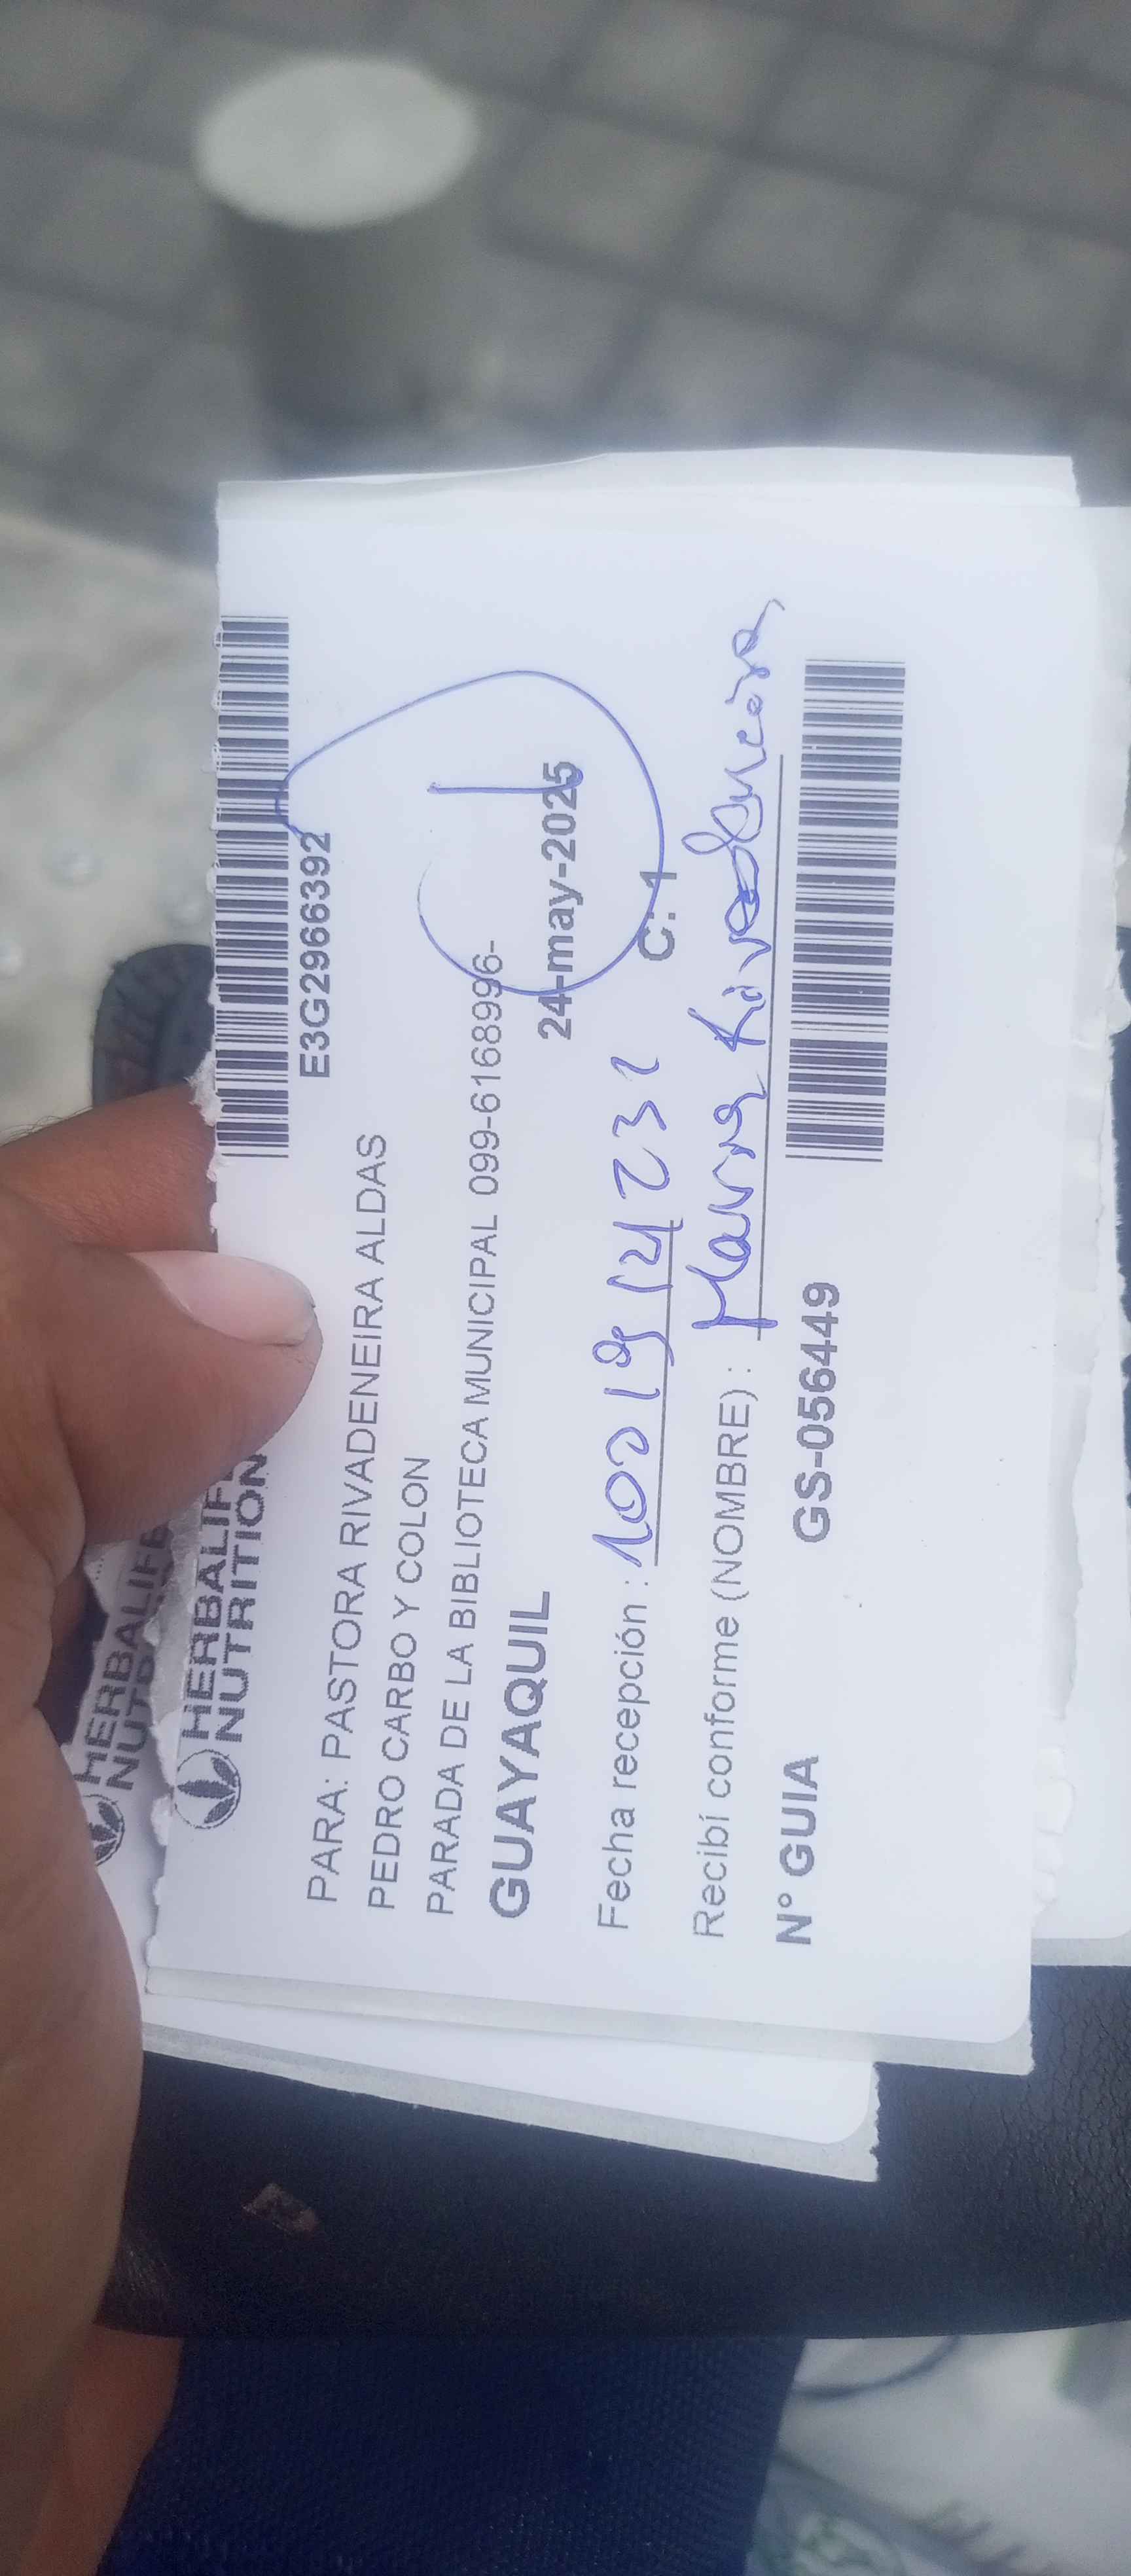 HERBALIFE
NUTRITION
E3G2966392
PARA: PASTORA RIVADENEIRA ALDAS
PEDRO CARBO Y COLON
PARADA DE LA BIBLIOTECA MUNICIPAL 099-6168996-
GUAYAQUIL
24-may-2025
Fecha recepción :
C: 1
Recibí conforme (NOMBRE) :
N° GUIA
GS-056449
HERBALIFE